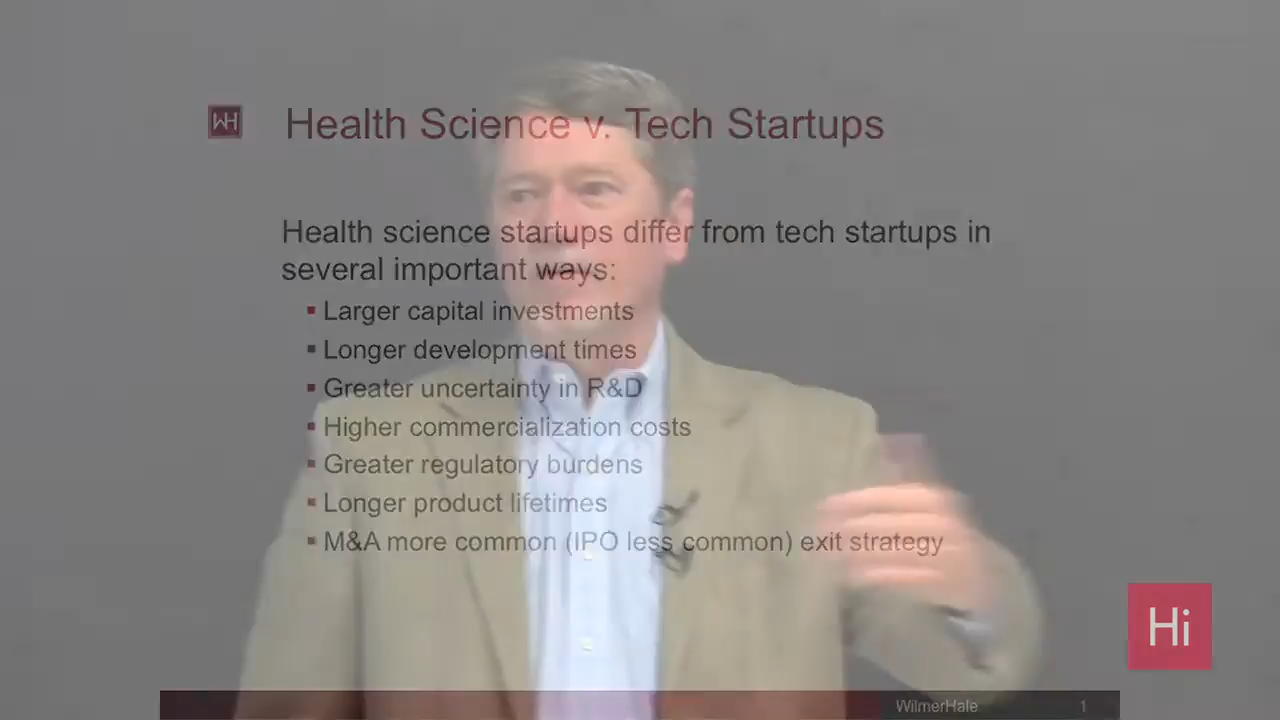 WH
Health Science v. Tech Startups
Health science startups differ from tech startups in
several important ways:
▪ Larger capital investments
▪ Longer development times
▪ Greater uncertainty in R&D
▪ Higher commercialization costs
▪ Greater regulatory burdens
▪ Longer product lifetimes
▪ M&A more common (IPO less common) exit strategy
Hi
WilmerHale 1